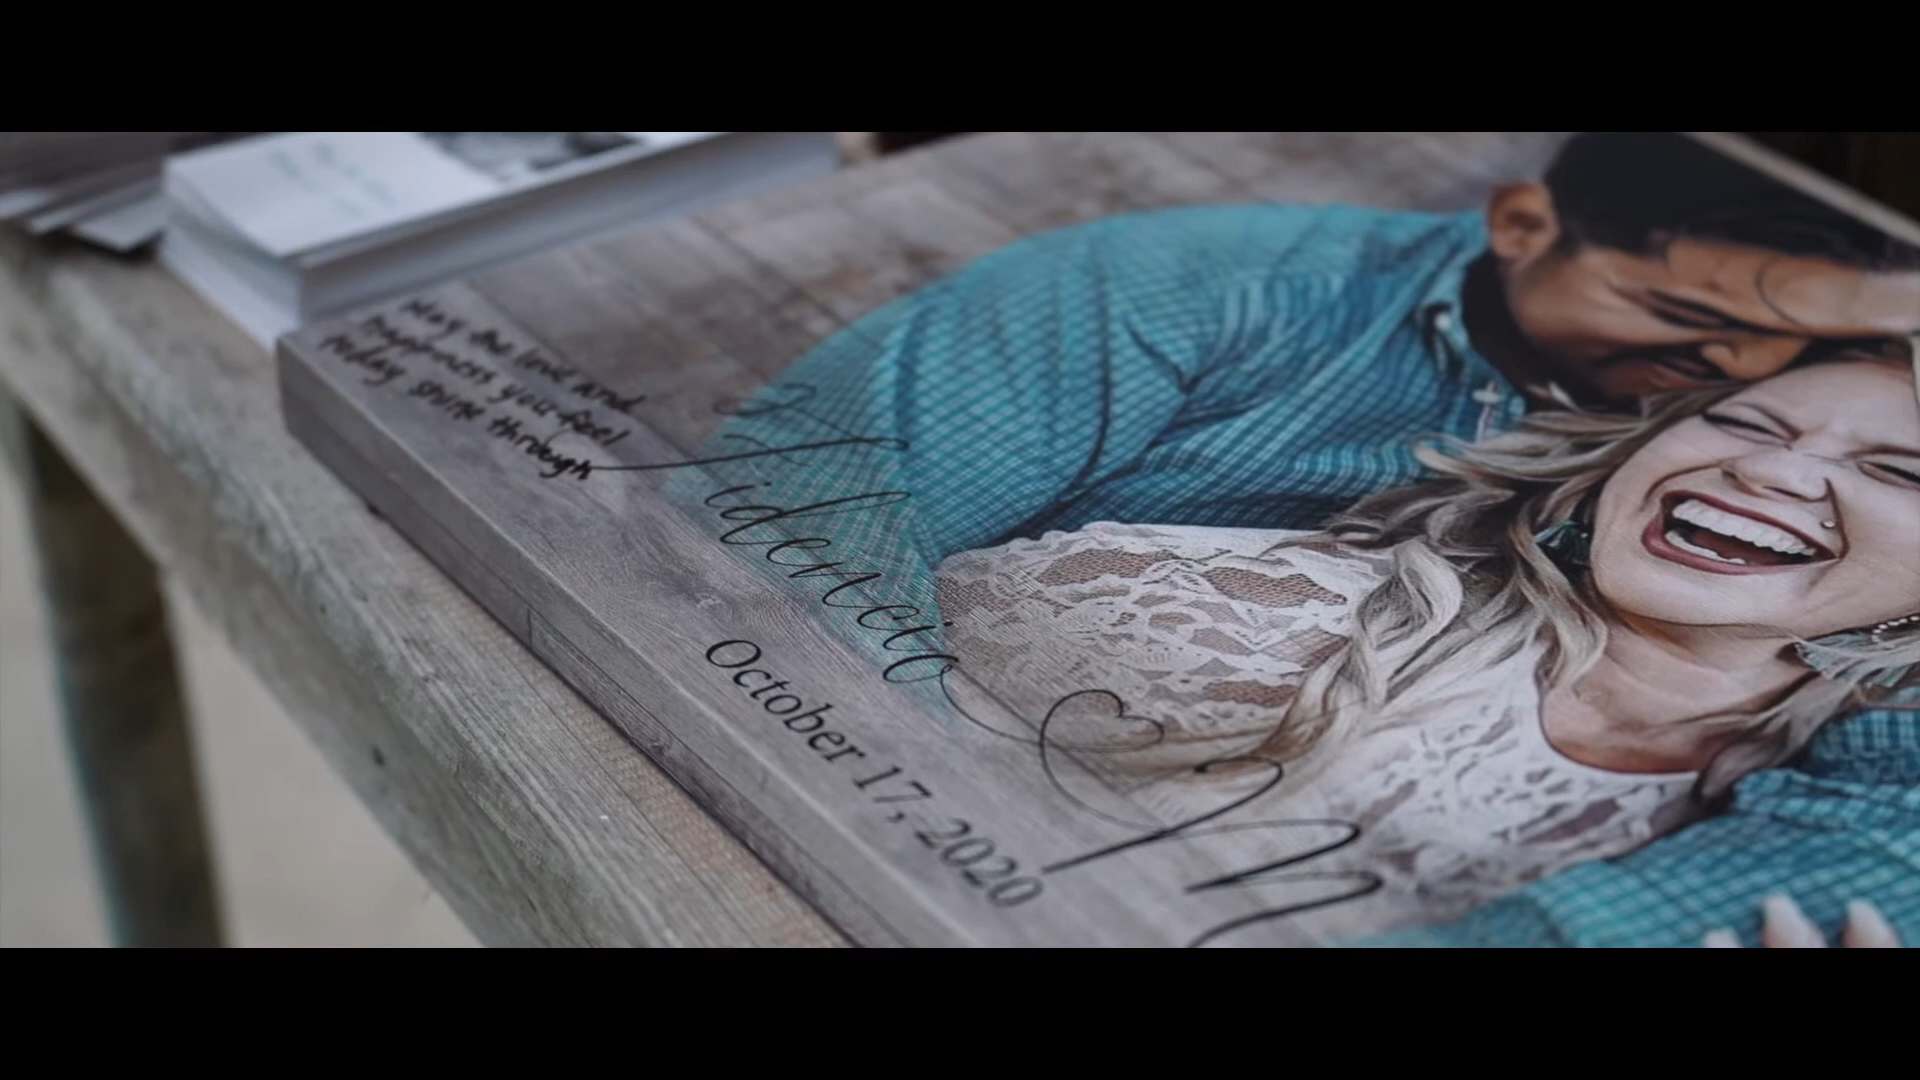 May the love and
happiness you feel
today shine through
Fidencio
October 17, 2020